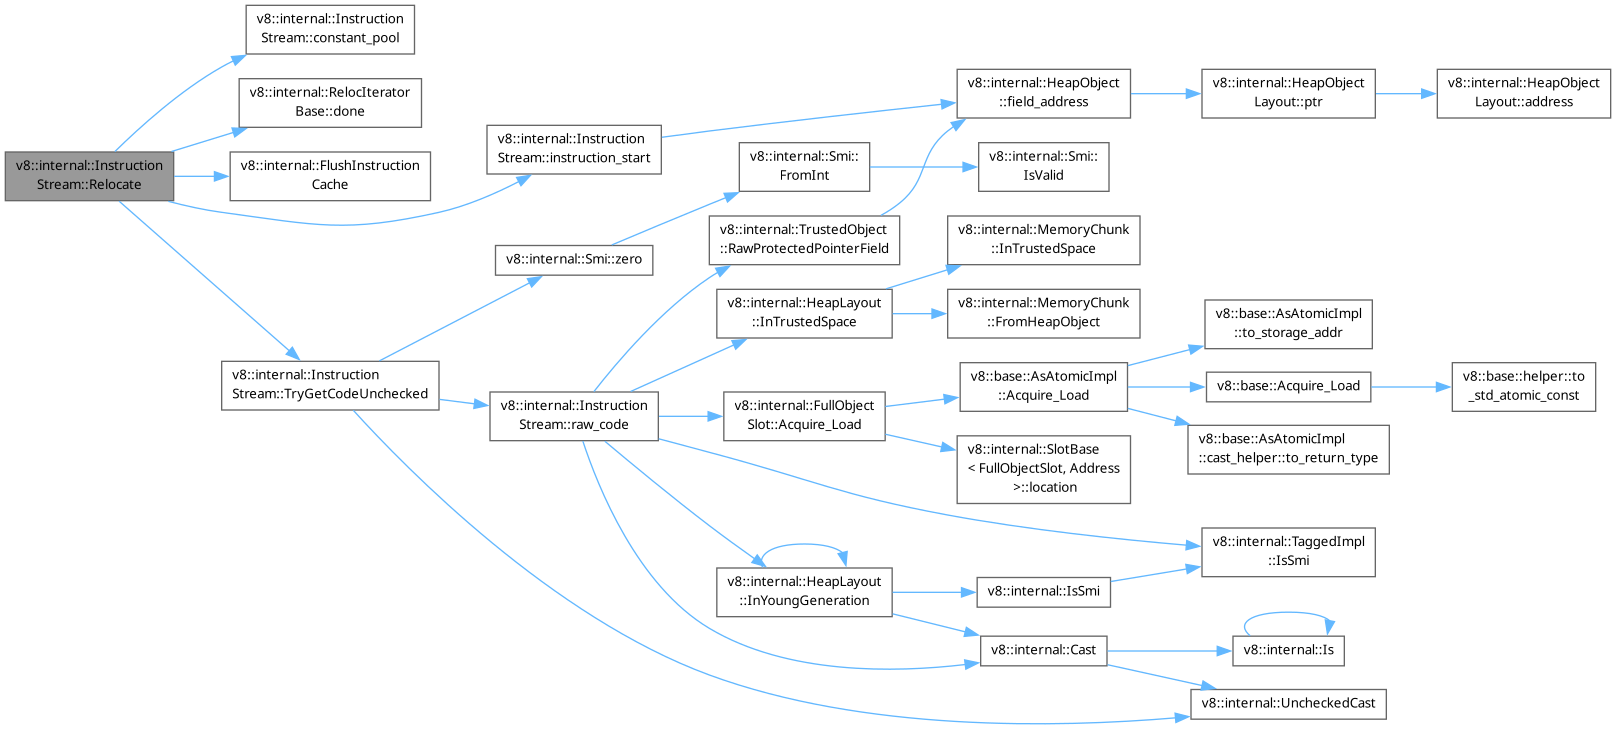 v8::internal::Instruction
Stream::Relocate
v8::internal::Instruction
Stream::constant_pool
v8::internal::RelocIterator
Base::done
v8::internal::FlushInstruction
Cache
v8::internal::Instruction
Stream::instruction_start
v8::internal::HeapObject
::field_address
v8::internal::HeapObject
Layout::ptr
v8::internal::HeapObject
Layout::address
v8::internal::Instruction
Stream::TryGetCodeUnchecked
v8::internal::Smi::zero
v8::internal::Smi::
FromInt
v8::internal::Smi::
IsValid
v8::internal::Instruction
Stream::raw_code
v8::internal::TrustedObject
::RawProtectedPointerField
v8::internal::HeapLayout
::InTrustedSpace
v8::internal::MemoryChunk
::InTrustedSpace
v8::internal::MemoryChunk
::FromHeapObject
v8::internal::FullObject
Slot::Acquire_Load
v8::base::AsAtomicImpl
::Acquire_Load
v8::base::AsAtomicImpl
::to_storage_addr
v8::base::Acquire_Load
v8::base::helper::to
_std_atomic_const
v8::base::AsAtomicImpl
::cast_helper::to_return_type
v8::internal::SlotBase
< FullObjectSlot, Address
>::location
v8::internal::TaggedImpl
::IsSmi
v8::internal::HeapLayout
::InYoungGeneration
v8::internal::IsSmi
v8::internal::Cast
v8::internal::Is
v8::internal::UncheckedCast